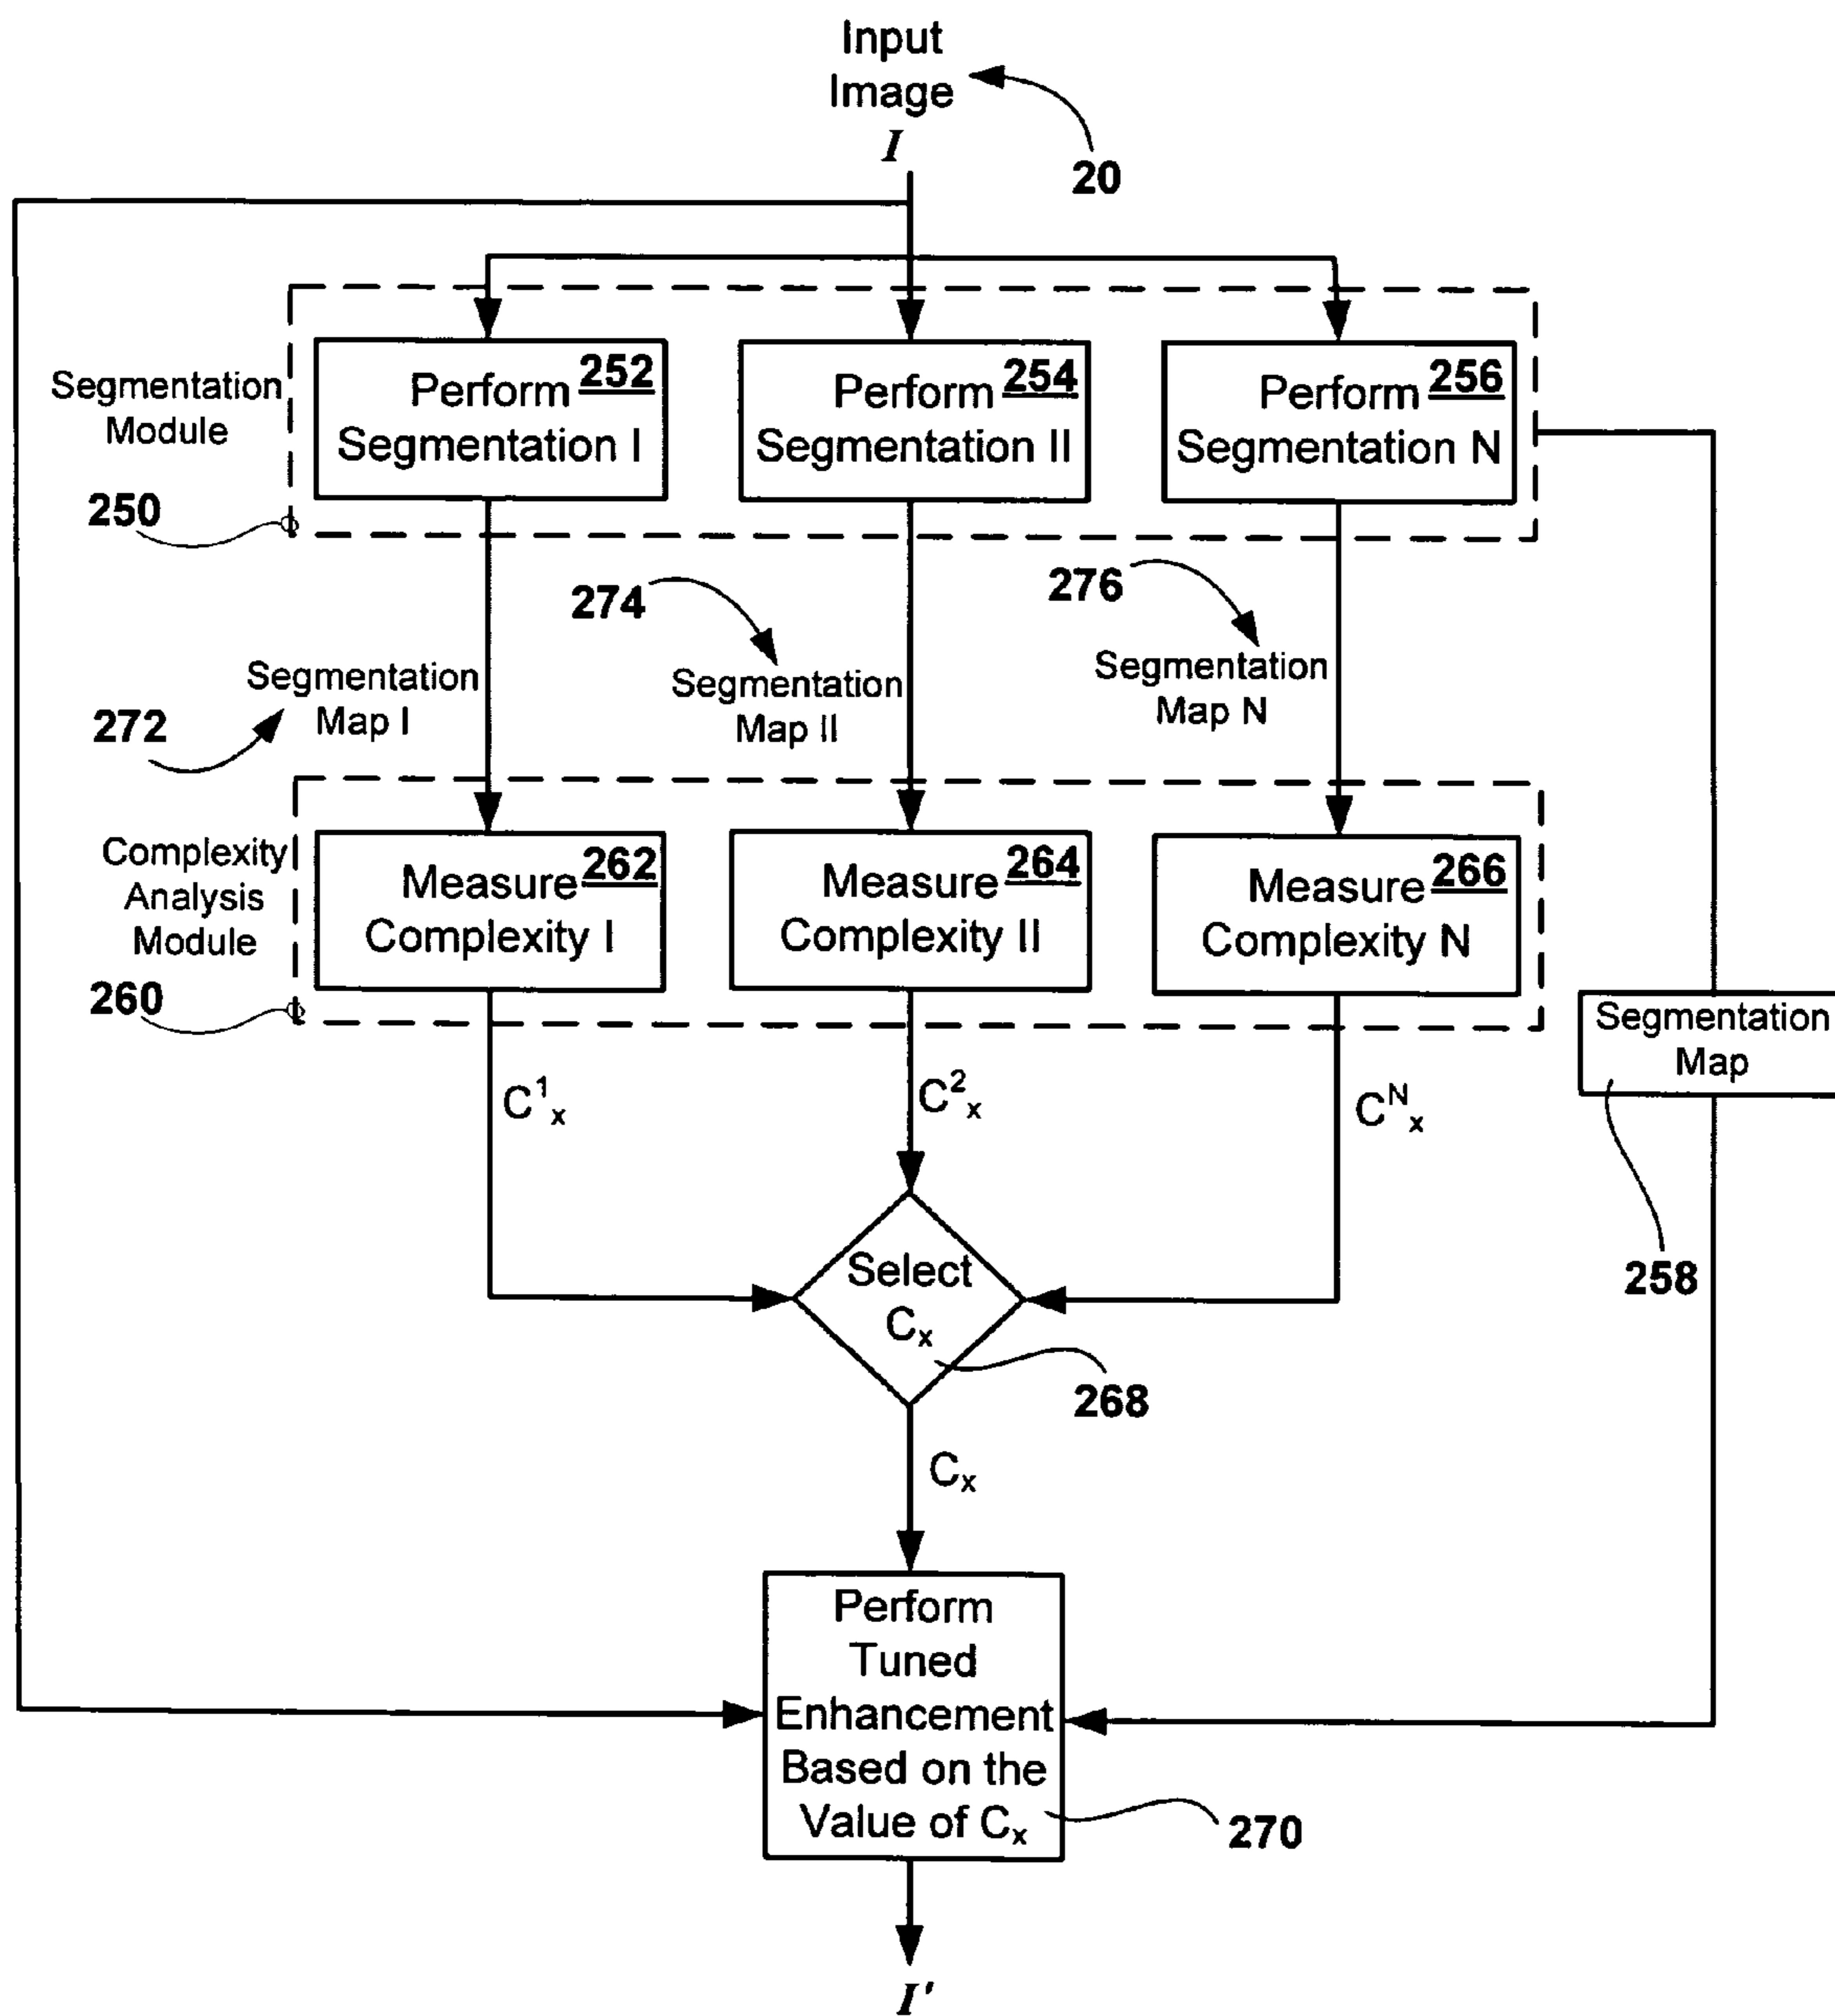 Input
Image
I
20
Segmentation
Module
250
Perform 252
Segmentation I
Perform 254
Segmentation II
Perform 256
Segmentation N
272
Segmentation
Map I
274
Segmentation
Map II
276
Segmentation
Map N
Complexity
Analysis
Module
260
Measure 262
Complexity I
Measure 264
Complexity II
Measure 266
Complexity N
Segmentation
Map
258
C¹ₓ
C²ₓ
Cᴺₓ
Select
Cₓ
268
Cₓ
Perform
Tuned
Enhancement
Based on the
Value of Cₓ
270
I'